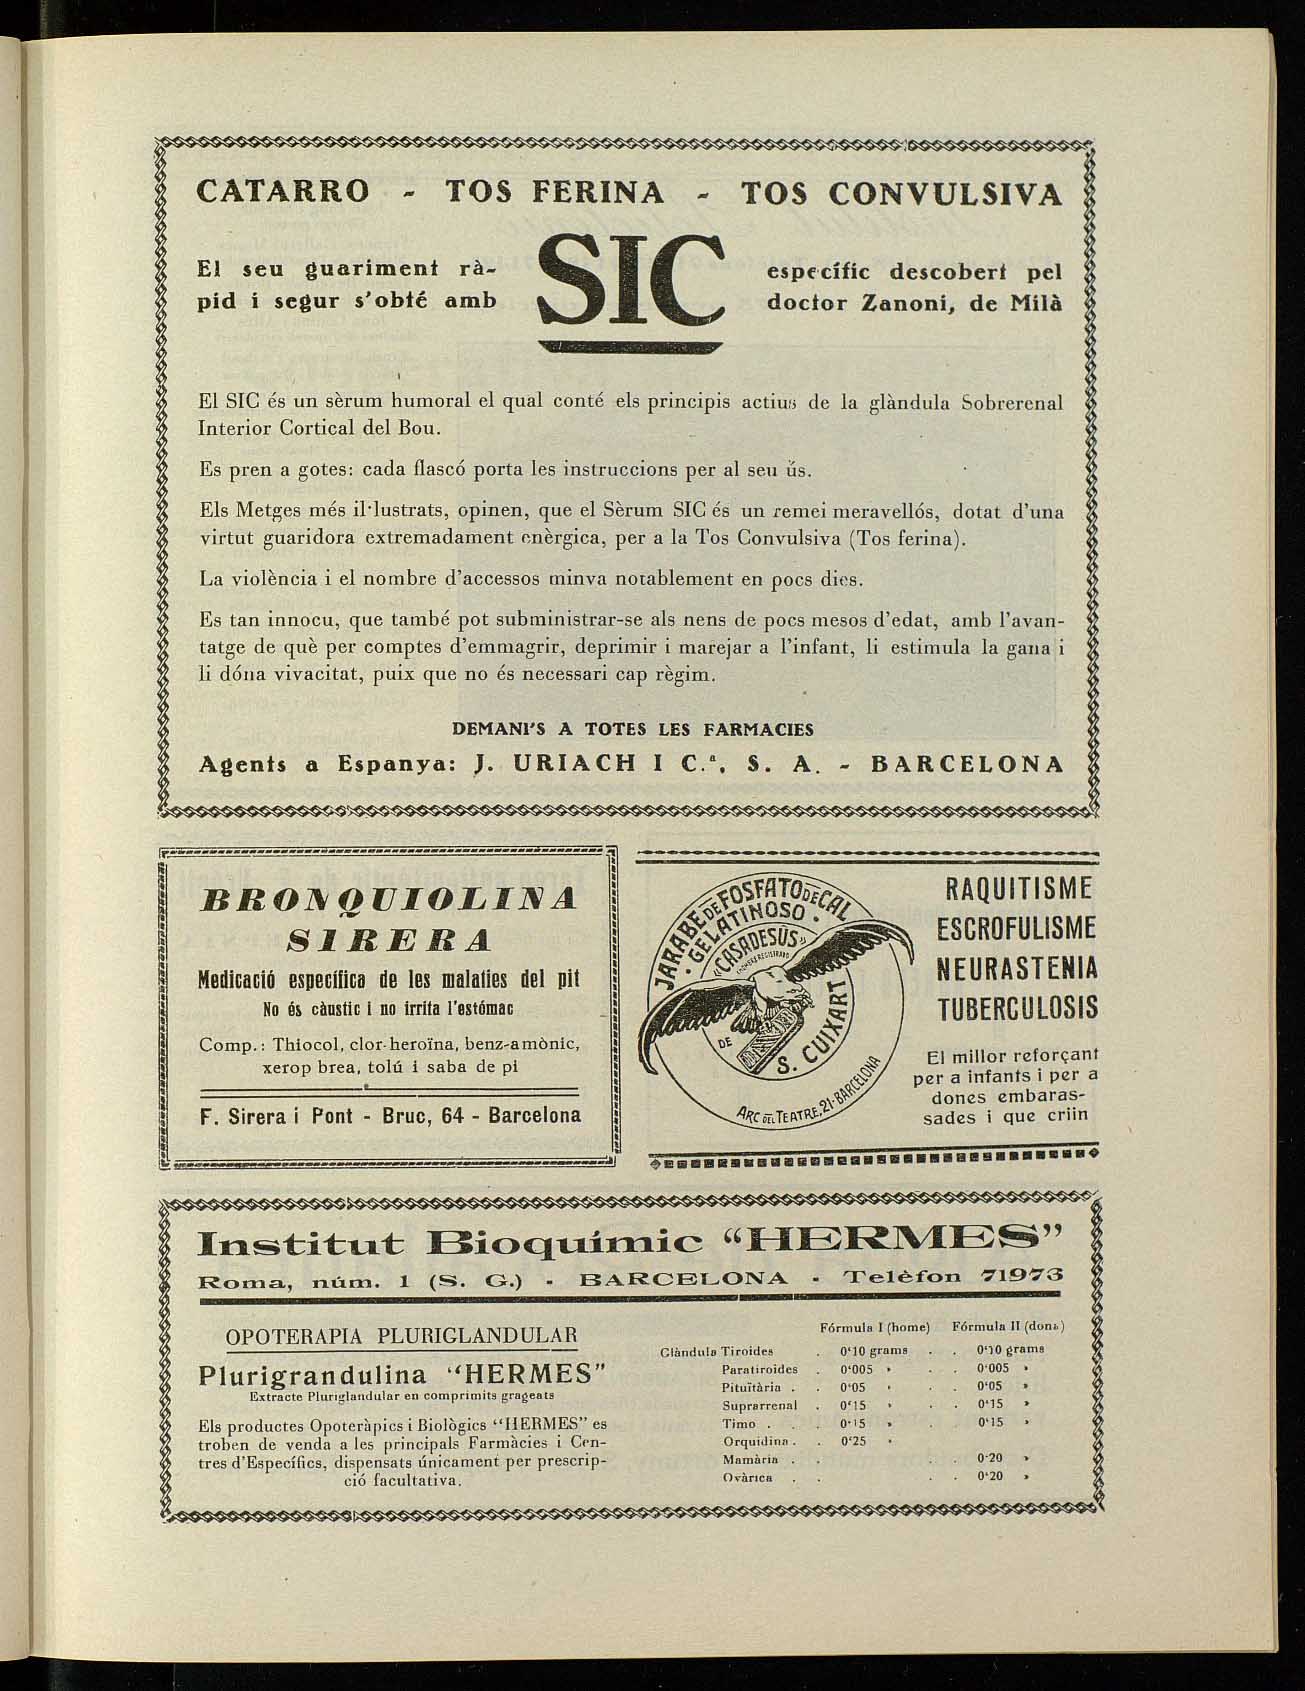 CATARRO - TOS FERINA - TOS CONVULSIVA
El seu guariment rà-
pid i segur s'obté amb
SIC
específic descobert pel
doctor Zanoni, de Milà
El SIC és un sèrum humoral el qual conté els principis actius de la glàndula Sobrerenal
Interior Cortical del Bou.
Es pren a gotes: cada flascó porta les instruccions per al seu ús.
Els Metges més il·lustrats, opinen, que el Sèrum SIC és un remei meravellós, dotat d'una
virtut guaridora extremadament enèrgica, per a la Tos Convulsiva (Tos ferina).
La violència i el nombre d'accessos minva notablement en pocs dies.
Es tan innocu, que també pot subministrar-se als nens de pocs mesos d'edat, amb l'avan-
tatge de què per comptes d'emmagrir, deprimir i marejar a l'infant, li estimula la gana i
li dóna vivacitat, puix que no és necessari cap règim.
DEMANI'S A TOTES LES FARMACIES
Agents a Espanya: J. URIACH I C.ª, S. A. - BARCELONA
BRONQUIOLINA
SIRERA
Medicació específica de les malalties del pit
No és càustic i no irrita l'estómac
Comp.: Thiocol, clor-heroïna, benz-amònic,
xerop brea, tolú i saba de pi
F. Sirera i Pont - Bruc, 64 - Barcelona
JARABE DE FOSFATO DE CAL
· GELATINOSO ·
"CASADESÚS"
DE
S. CUIXART
ARC DEL TEATRE, 21 - BARCELONA
RAQUITISME
ESCROFULISME
NEURASTENIA
TUBERCULOSIS
El millor reforçant
per a infants i per a
dones embaras-
sades i que criin
Institut Bioquímic "HERMES"
Roma, núm. 1 (S. G.) - BARCELONA - Telèfon 71973
OPOTERAPIA PLURIGLANDULAR
Plurigrandulina "HERMES"
Extracte Pluriglandular en comprimits grageats
Els productes Opoteràpics i Biològics "HERMES" es
troben de venda a les principals Farmàcies i Cen-
tres d'Específics, dispensats únicament per prescrip-
ció facultativa.
Fórmula I (home) Fórmula II (dona)
Glàndula Tiroides . 0'10 grams . . 0'10 grams
Paratiroides . 0'005 » . . 0'005 »
Pituïtària . . 0'05 » . . 0'05 »
Suprarrenal . 0'15 » . . 0'15 »
Timo . . . 0'15 » . 0'15 »
Orquidina . . 0'25 »
Mamària . . . . 0'20 »
Ovàrica . . . . 0'20 »